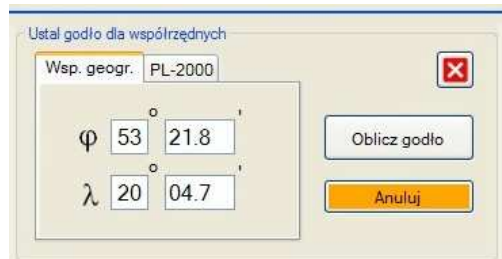 Ustal godło dla współrzędnych
Wsp. geogr. PL-2000
φ 53 ° 21.8 '
λ 20 ° 04.7 '
Oblicz godło
Anuluj